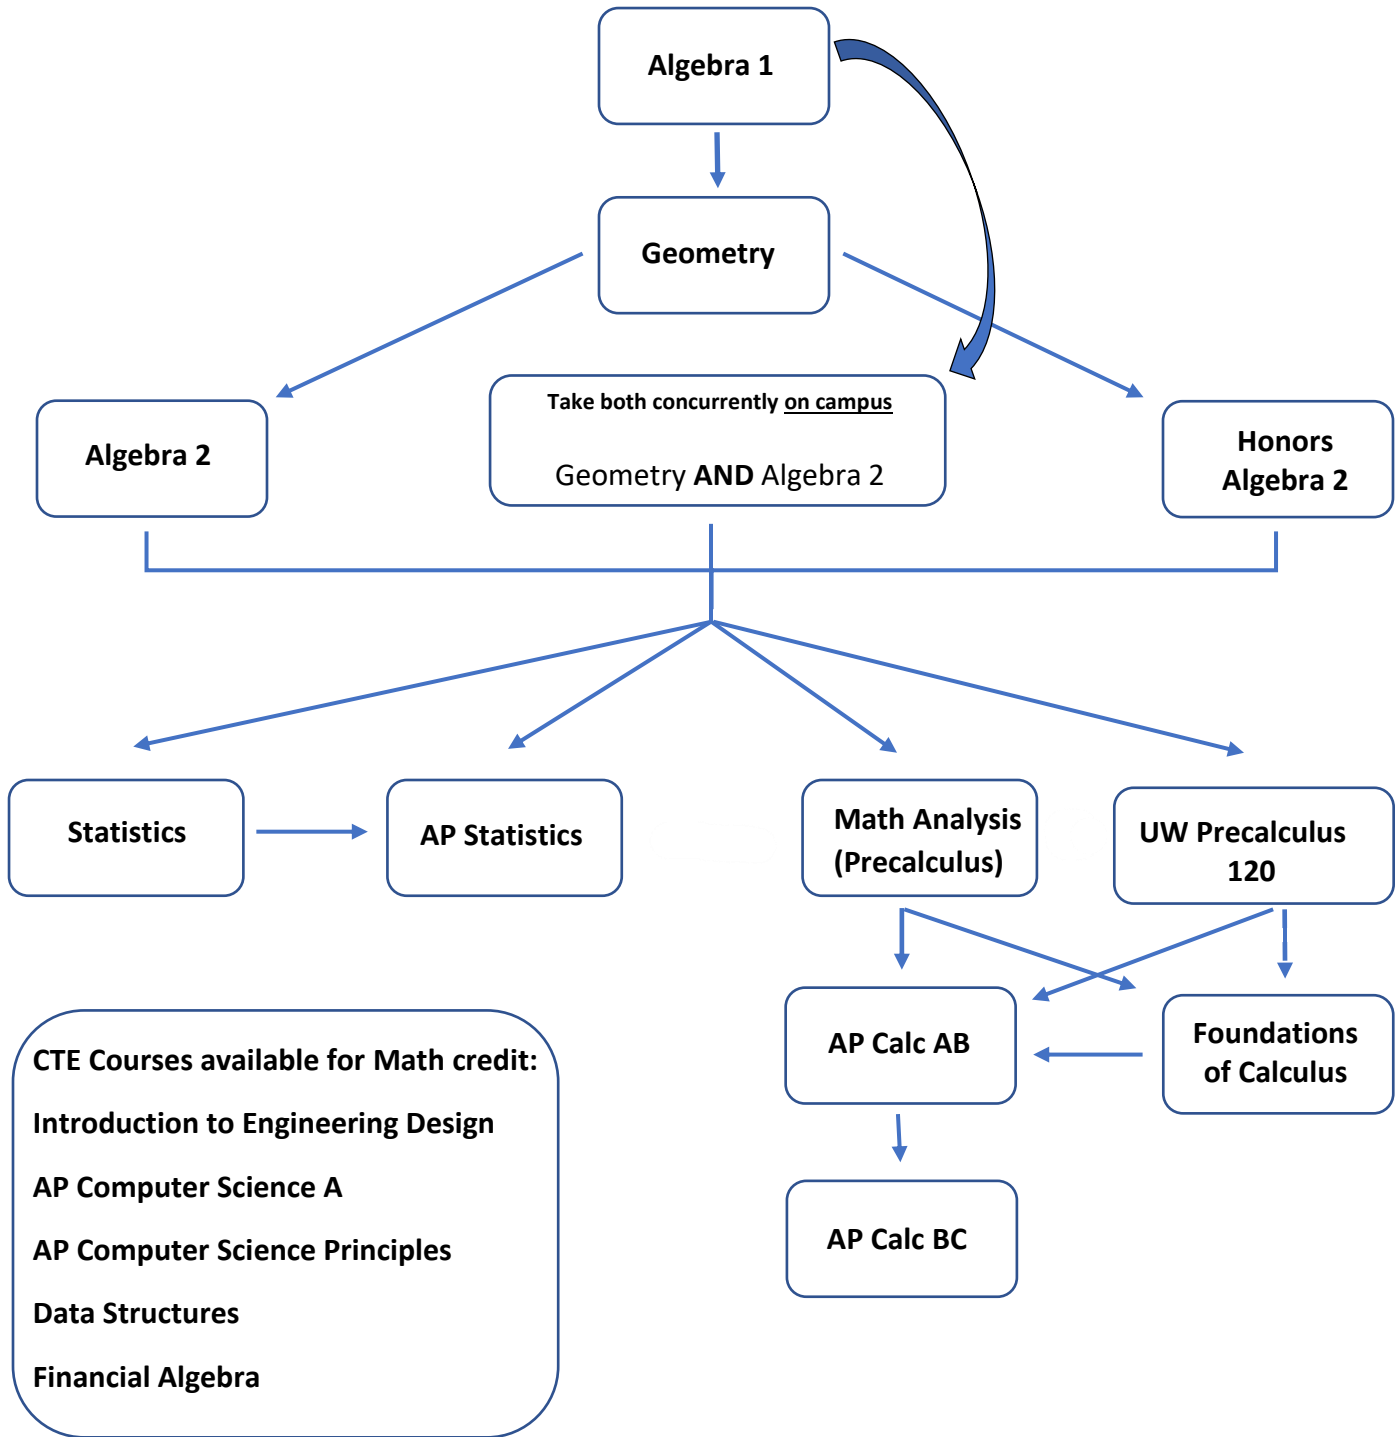 Algebra 1
Geometry
Take both concurrently on campus
Geometry AND Algebra 2
Algebra 2
Honors
Algebra 2
Statistics
AP Statistics
Math Analysis
(Precalculus)
UW Precalculus
120
AP Calc AB
Foundations
of Calculus
AP Calc BC
CTE Courses available for Math credit:
Introduction to Engineering Design
AP Computer Science A
AP Computer Science Principles
Data Structures
Financial Algebra